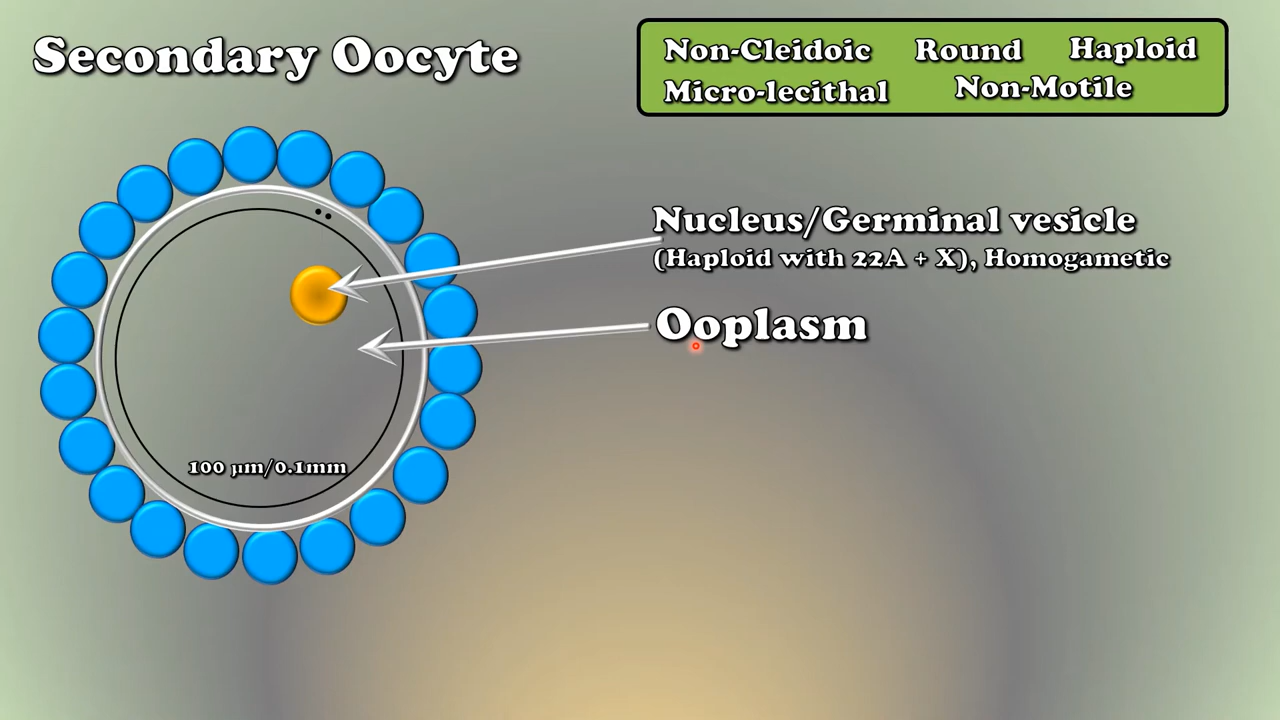 Secondary Oocyte
Non-Cleidoic Round Haploid
Micro-lecithal Non-Motile
Nucleus/Germinal vesicle
(Haploid with 22A + X), Homogametic
Ooplasm
100 µm/0.1mm